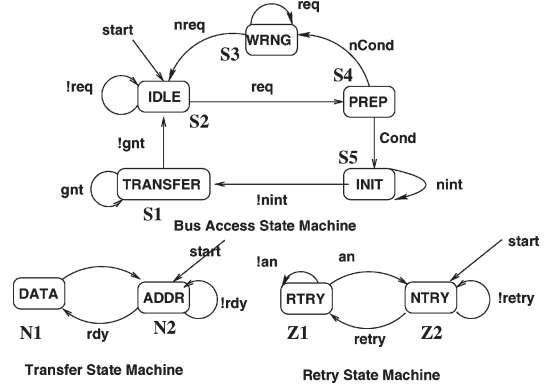 req
nreq
start
WRNG
nCond
S3
S4
!req
IDLE
req
PREP
S2
!gnt
Cond
S5
gnt
TRANSFER
INIT
nint
!nint
S1
Bus Access State Machine
start
start
!an
an
DATA
ADDR
!rdy
RTRY
NTRY
!retry
N1
rdy
N2
Z1
retry
Z2
Transfer State Machine
Retry State Machine